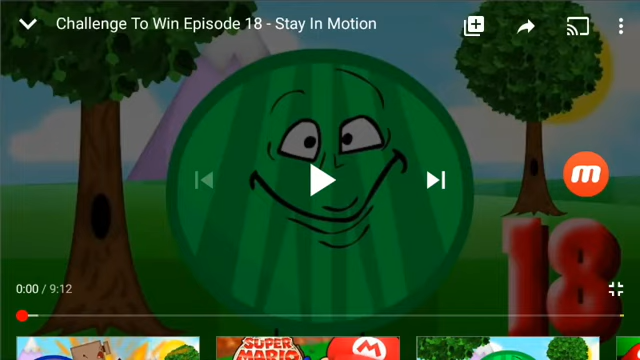 Challenge To Win Episode 18 - Stay In Motion
m
18
0:00 / 9:12
SUPER
MARIO
M